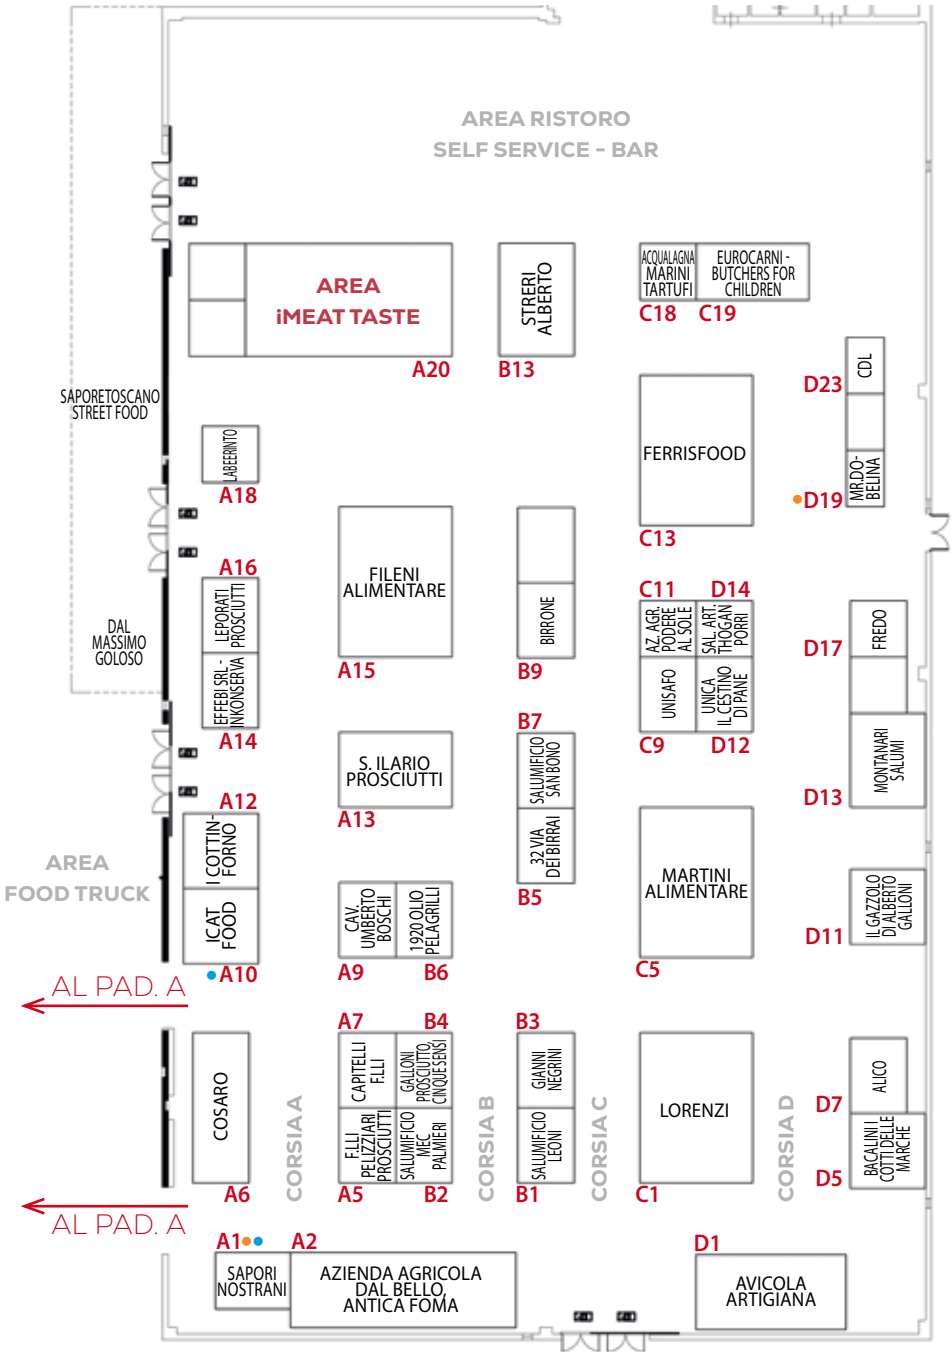 AREA RISTORO
SELF SERVICE - BAR
AREA
iMEAT TASTE
A20
STRERI
ALBERTO
B13
ACQUALAGNA
MARINI
TARTUFI
C18
EUROCARNI -
BUTCHERS FOR
CHILDREN
C19
CDL
D23
MR.DO-
BELINA
D19
SAPORETOSCANO
STREET FOOD
LABEERINTO
A18
FERRISFOOD
C13
A16
LEPORATI
PROSCIUTTI
EFFEBI SRL-
INKONSERVA
A14
DAL
MASSIMO
GOLOSO
FILENI
ALIMENTARE
A15
BIRRONE
B9
C11
AZ. AGR.
PODERE
AL SOLE
D14
SAL. ART.
THOGAN
PORRI
UNISAFO
C9
UNICA
IL CESTINO
DI PANE
D12
FREDO
D17
MONTANARI
SALUMI
D13
S. ILARIO
PROSCIUTTI
A13
B7
SALUMIFICIO
SAN BONO
32 VIA
DEI BIRRAI
B5
A12
I COTTIN-
FORNO
ICAT
FOOD
A10
AREA
FOOD TRUCK
CAV.
UMBERTO
BOSCHI
A9
1920 OLIO
PELAGRILLI
B6
MARTINI
ALIMENTARE
C5
IL GAZZOLO
DI ALBERTO
GALLONI
D11
AL PAD. A
COSARO
A6
CORSIA A
A7
CAPITELLI
F.LLI
B4
GALLONI
PROSCIUTTO,
CINQUE SENSI
F.LLI
PELIZZIARI
PROSCIUTTI
A5
SALUMIFICIO
MEC
PALMIERI
B2
CORSIA B
B3
GIANNI
NEGRINI
SALUMIFICIO
LEONI
B1
CORSIA C
LORENZI
C1
CORSIA D
ALICO
D7
BACALINI I
COTTI DELLE
MARCHE
D5
AL PAD. A
A1
SAPORI
NOSTRANI
A2
AZIENDA AGRICOLA
DAL BELLO,
ANTICA FOMA
D1
AVICOLA
ARTIGIANA